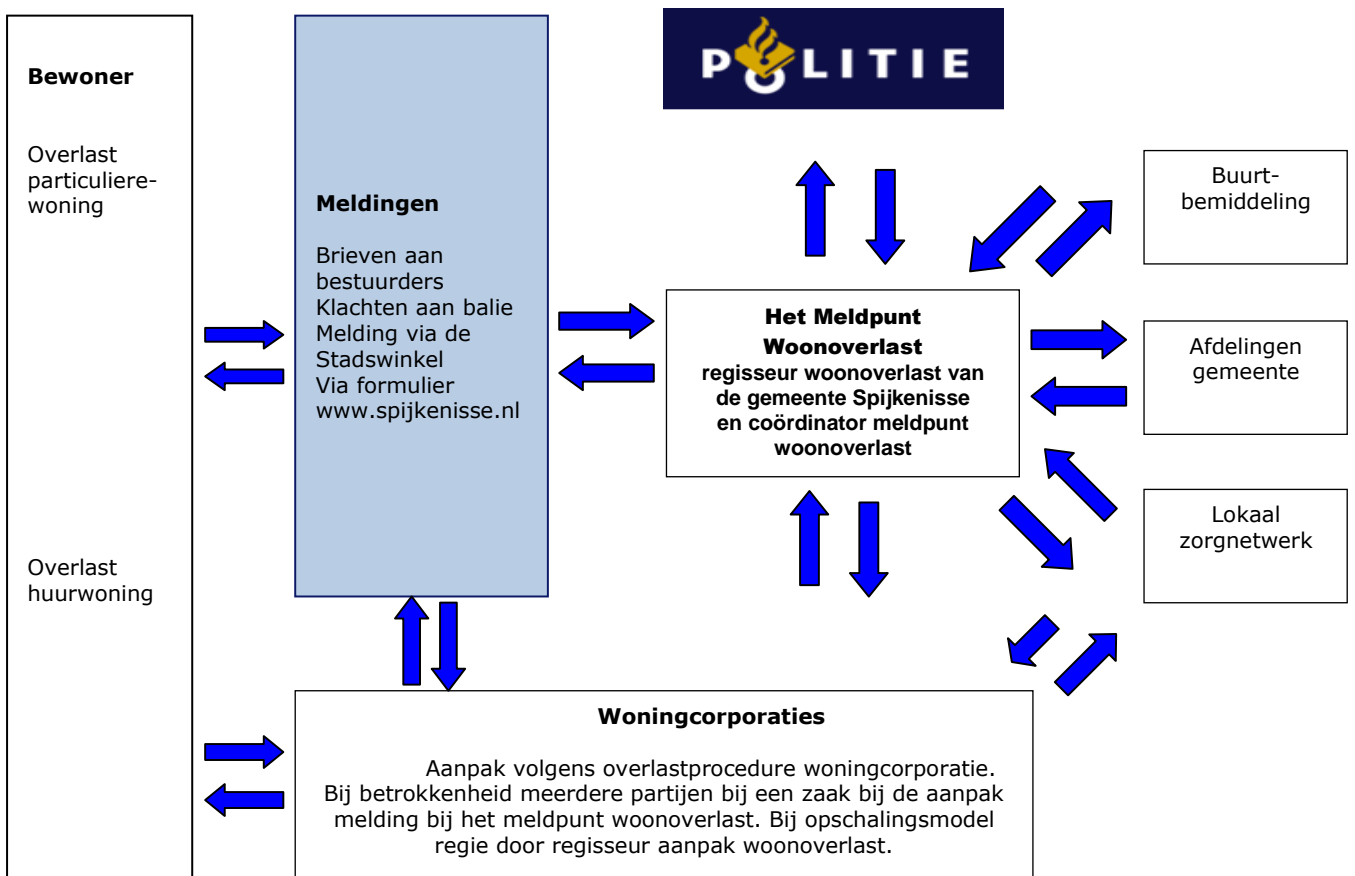 Bewoner
Overlast
particuliere-
woning
Overlast
huurwoning
Meldingen
Brieven aan
bestuurders
Klachten aan balie
Melding via de
Stadswinkel
Via formulier
www.spijkenisse.nl
POLITIE
Het Meldpunt
Woonoverlast
regisseur woonoverlast van
de gemeente Spijkenisse
en coördinator meldpunt
woonoverlast
Buurt-
bemiddeling
Afdelingen
gemeente
Lokaal
zorgnetwerk
Woningcorporaties
Aanpak volgens overlastprocedure woningcorporatie.
Bij betrokkenheid meerdere partijen bij een zaak bij de aanpak
melding bij het meldpunt woonoverlast. Bij opschalingsmodel
regie door regisseur aanpak woonoverlast.